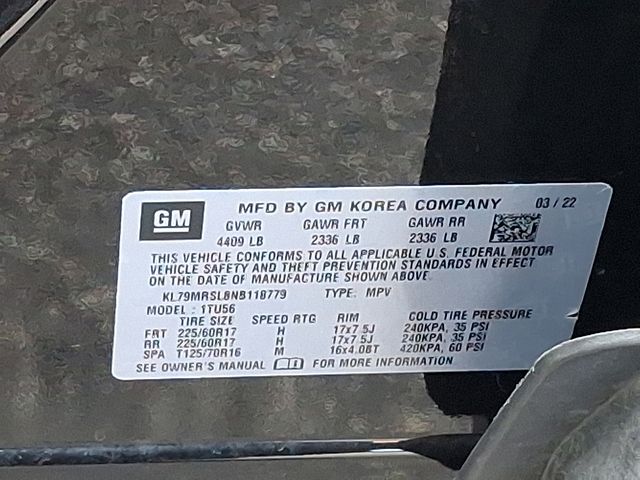 GM MFD BY GM KOREA COMPANY 03 / 22
GVWR GAWR FRT GAWR RR
4409 LB 2336 LB 2336 LB
THIS VEHICLE CONFORMS TO ALL APPLICABLE U.S. FEDERAL MOTOR
VEHICLE SAFETY AND THEFT PREVENTION STANDARDS IN EFFECT
ON THE DATE OF MANUFACTURE SHOWN ABOVE.
KL79MRSL8NB118779 TYPE: MPV
MODEL : 1TU56
TIRE SIZE SPEED RTG RIM COLD TIRE PRESSURE
FRT 225/60R17 H 17x7.5J 240KPA, 35 PSI
RR 225/60R17 H 17x7.5J 240KPA, 35 PSI
SPA T125/70R16 M 16x4.0BT 420KPA, 60 PSI
SEE OWNER'S MANUAL FOR MORE INFORMATION